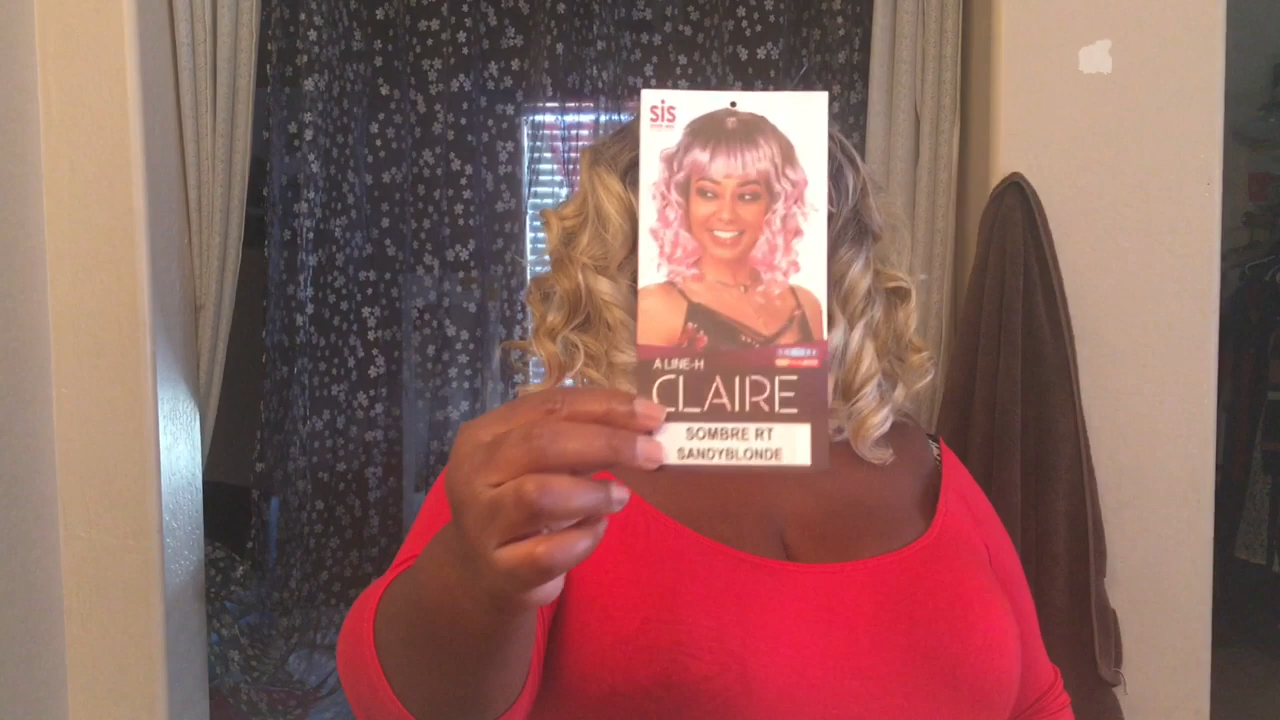 sis
A LINE-H
CLAIRE
SOMBRE RT
SANDYBLONDE